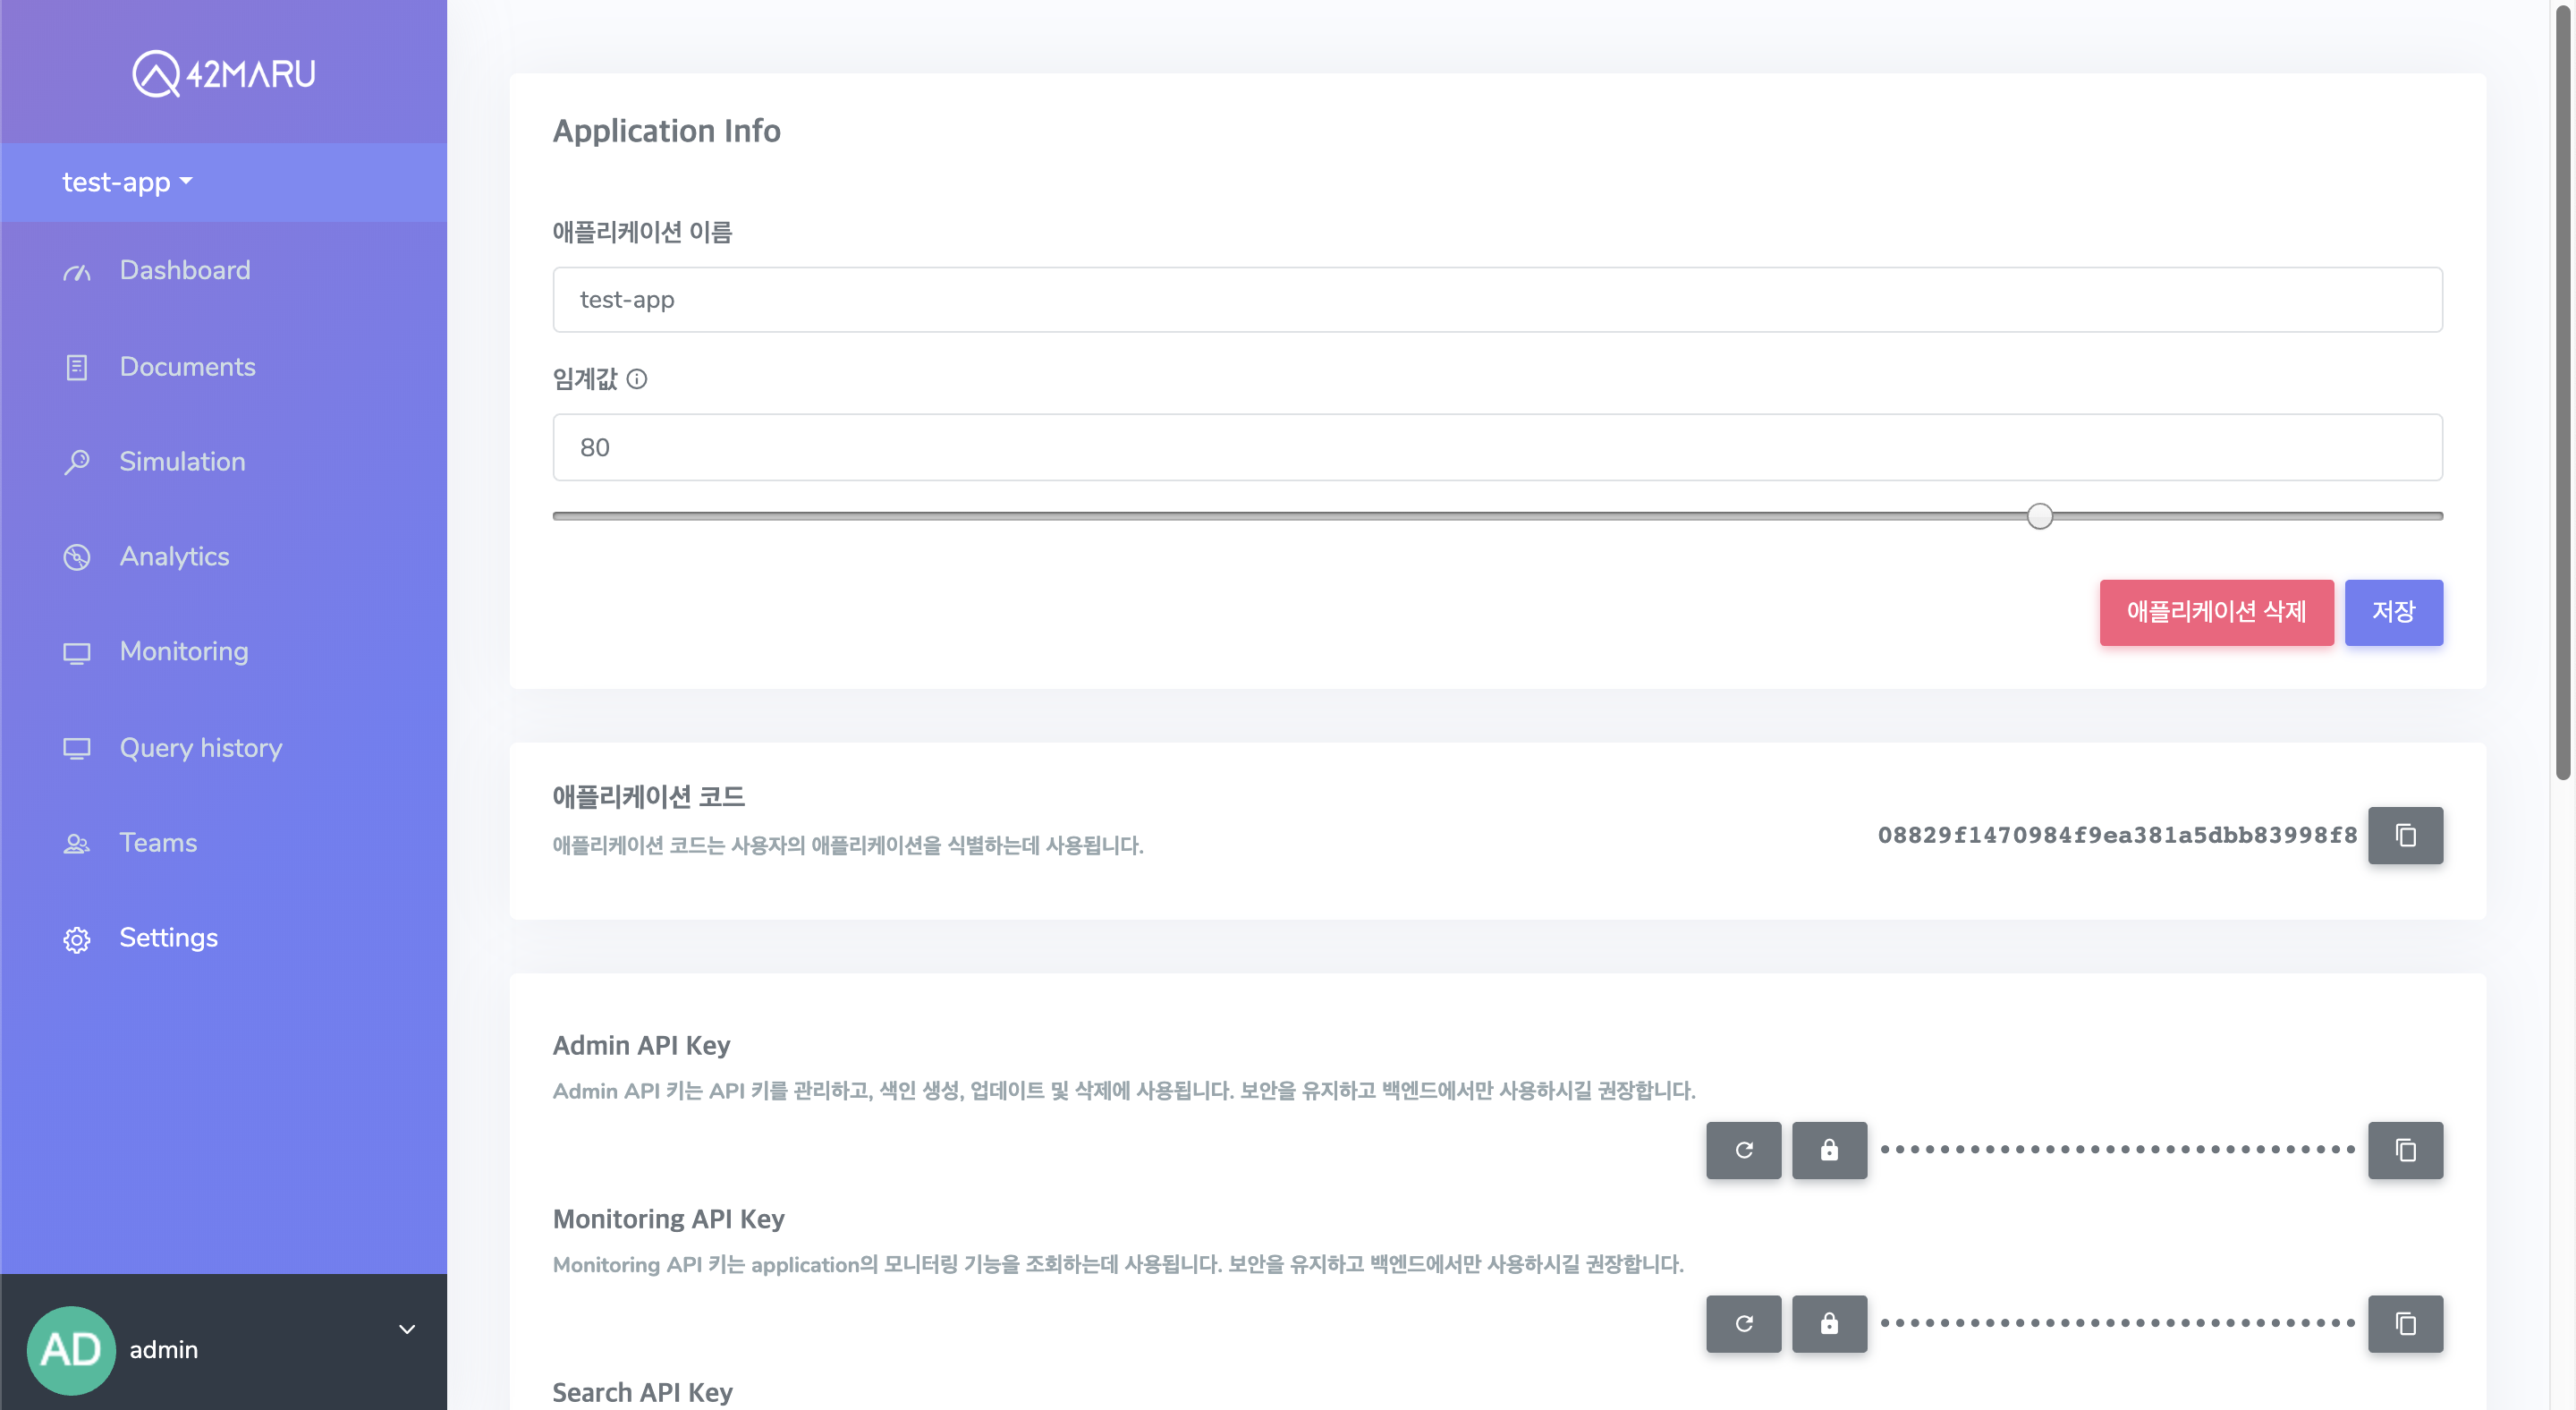 42MARU
test-app
Dashboard
Documents
Simulation
Analytics
Monitoring
Query history
Teams
Settings
AD admin
Application Info
애플리케이션 이름
test-app
임계값
80
애플리케이션 삭제 저장
애플리케이션 코드
애플리케이션 코드는 사용자의 애플리케이션을 식별하는데 사용됩니다.
08829f1470984f9ea381a5dbb83998f8
Admin API Key
Admin API 키는 API 키를 관리하고, 색인 생성, 업데이트 및 삭제에 사용됩니다. 보안을 유지하고 백엔드에서만 사용하시길 권장합니다.
Monitoring API Key
Monitoring API 키는 application의 모니터링 기능을 조회하는데 사용됩니다. 보안을 유지하고 백엔드에서만 사용하시길 권장합니다.
Search API Key